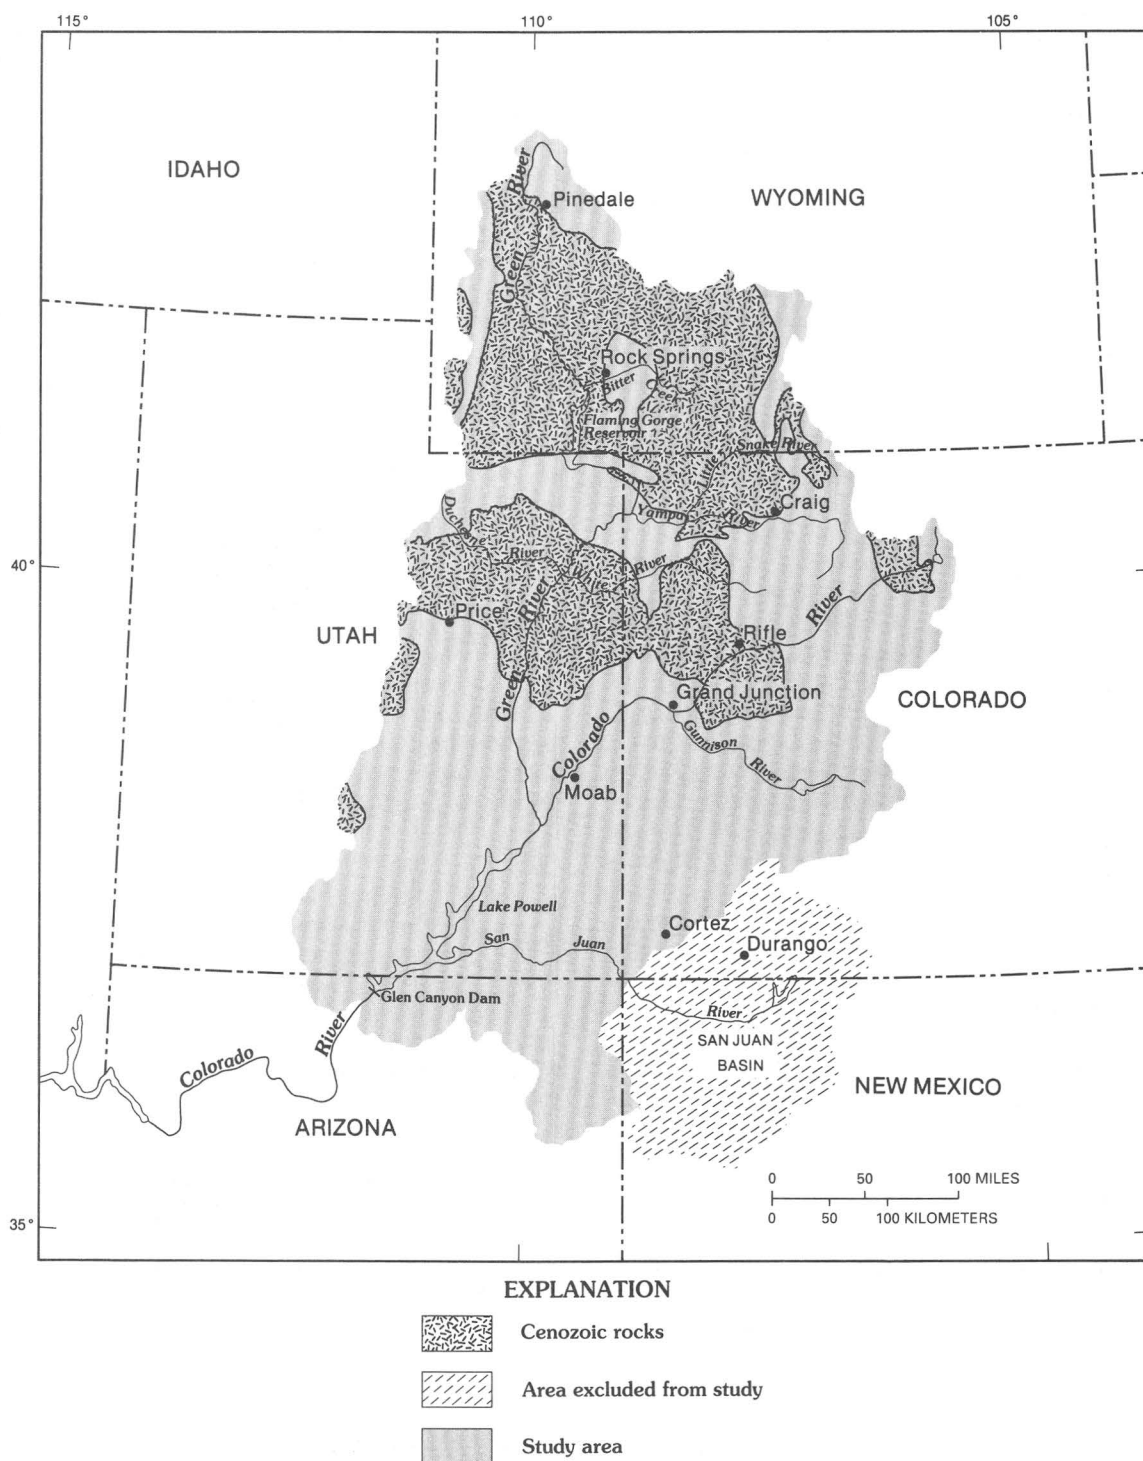 115°
110°
105°
IDAHO
WYOMING
River
Pinedale
Green
Rock Springs
Bitter
Creek
Flaming Gorge
Reservoir
Snake River
Little
Craig
Yampa
River
Duchesne
River
White
River
40°
River
River
Price
UTAH
Rifle
Green
Grand Junction
COLORADO
Colorado
Gunnison
River
Moab
Lake Powell
Cortez
San
Juan
Durango
Glen Canyon Dam
River
River
SAN JUAN
BASIN
Colorado
NEW MEXICO
ARIZONA
0 50 100 MILES
0 50 100 KILOMETERS
35°
EXPLANATION
Cenozoic rocks
Area excluded from study
Study area